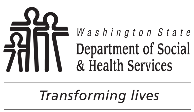 Washington State
Department of Social
& Health Services
Transforming lives